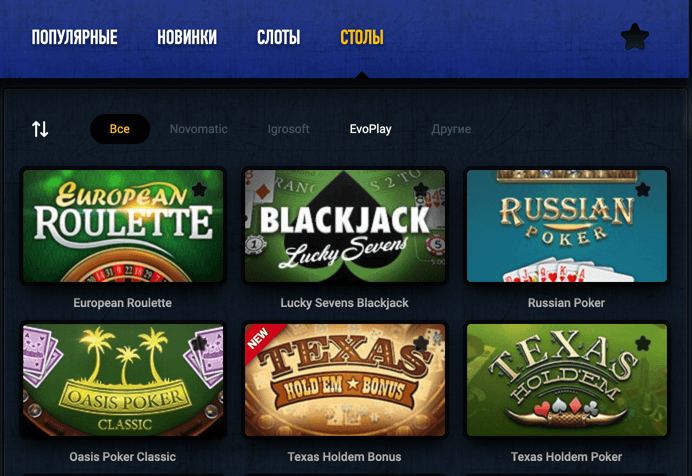 ПОПУЛЯРНЫЕ НОВИНКИ СЛОТЫ СТОЛЫ
Все Novomatic Igrosoft EvoPlay Другие
EUROPEAN
ROULETTE
BLACKJACK
Lucky Sevens
RUSSIAN
POKER
European Roulette
Lucky Sevens Blackjack
Russian Poker
OASIS POKER
CLASSIC
NEW
TEXAS
HOLD'EM BONUS
TEXAS
HOLD'EM
Oasis Poker Classic
Texas Holdem Bonus
Texas Holdem Poker